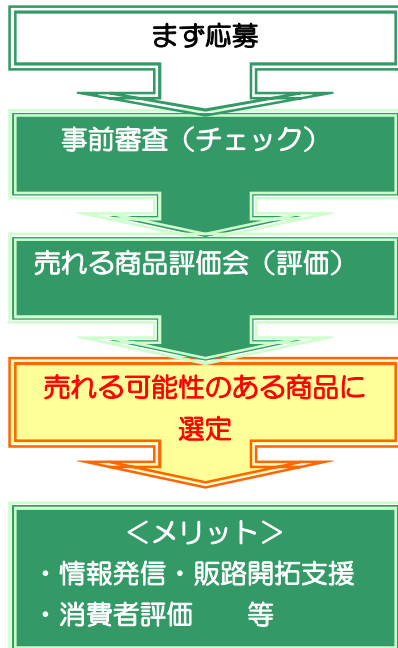 まず応募
事前審査（チェック）
売れる商品評価会（評価）
売れる可能性のある商品に
選定
＜メリット＞
・情報発信・販路開拓支援
・消費者評価　　等